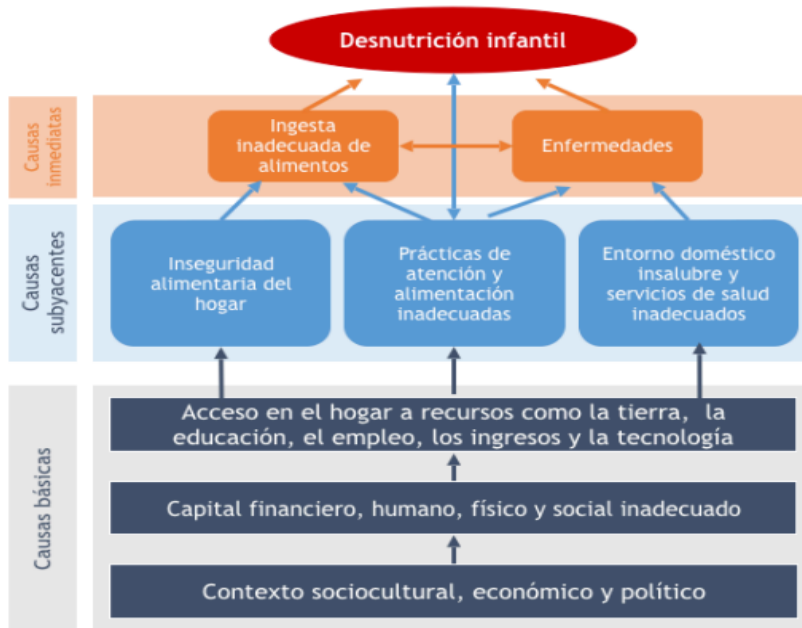 Desnutrición infantil
Causas
inmediatas
Ingesta
inadecuada de
alimentos
Enfermedades
Causas
subyacentes
Inseguridad
alimentaria del
hogar
Prácticas de
atención y
alimentación
inadecuadas
Entorno doméstico
insalubre y
servicios de salud
inadecuados
Causas básicas
Acceso en el hogar a recursos como la tierra, la
educación, el empleo, los ingresos y la tecnología
Capital financiero, humano, físico y social inadecuado
Contexto sociocultural, económico y político